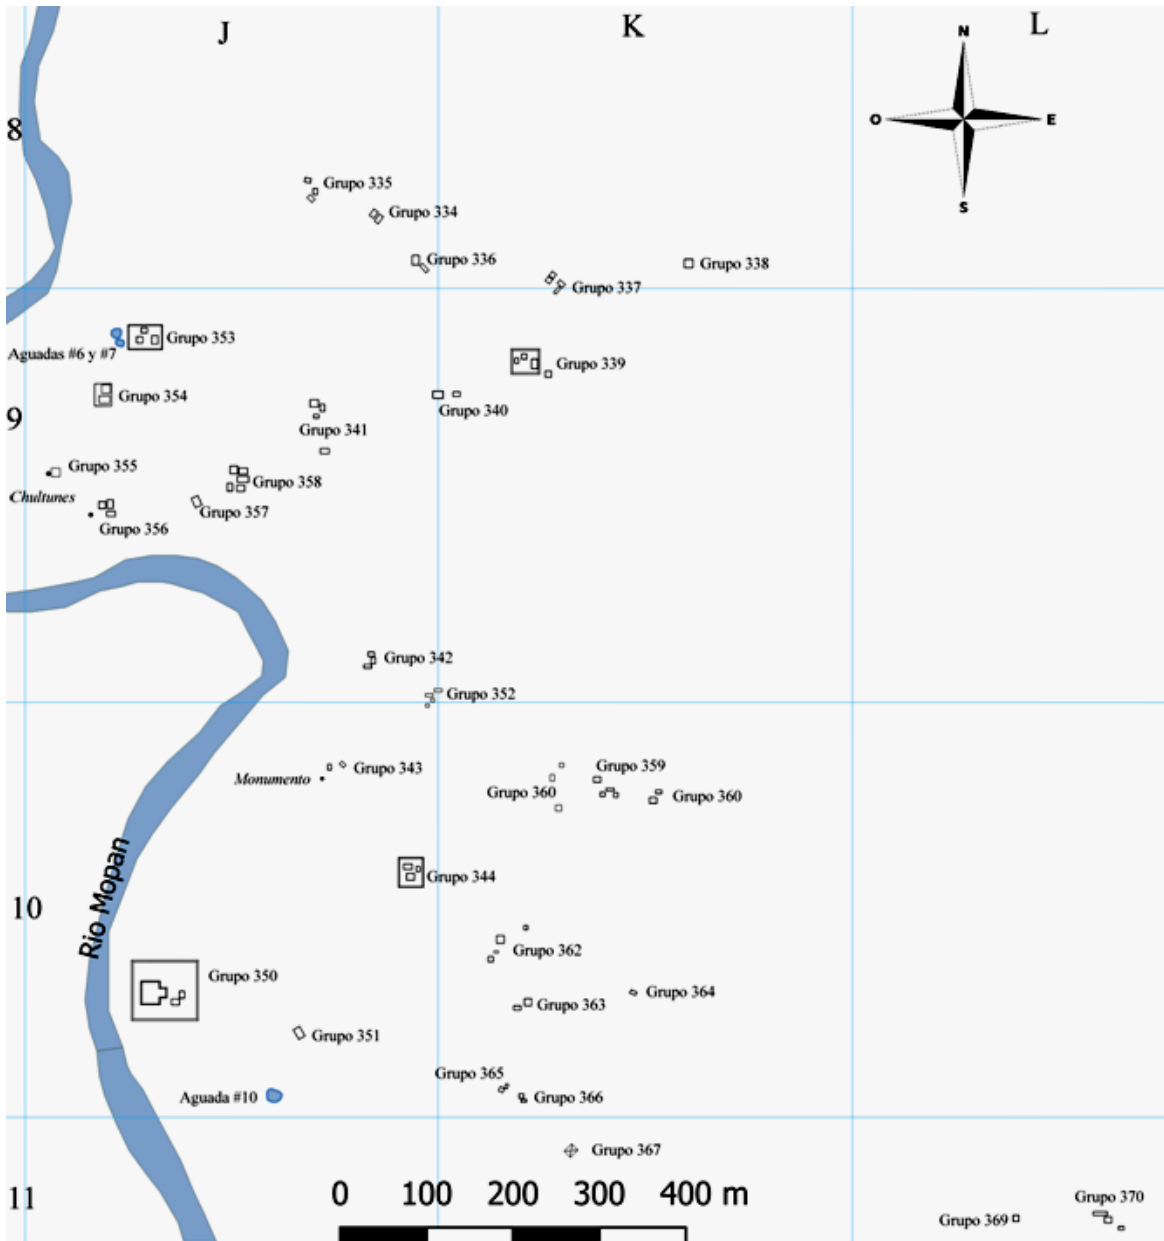 J
K
L
N
O
E
S
8
Grupo 335
Grupo 334
Grupo 336
Grupo 338
Grupo 337
Grupo 353
Aguadas #6 y #7
Grupo 339
Grupo 354
9
Grupo 340
Grupo 341
Grupo 355
Grupo 358
Chultunes
Grupo 357
Grupo 356
Grupo 342
Grupo 352
Monumento
Grupo 343
Grupo 359
Grupo 360
Grupo 360
Rio Mopan
Grupo 344
10
Grupo 362
Grupo 350
Grupo 364
Grupo 363
Grupo 351
Grupo 365
Aguada #10
Grupo 366
Grupo 367
11
0 100 200 300 400 m
Grupo 370
Grupo 369